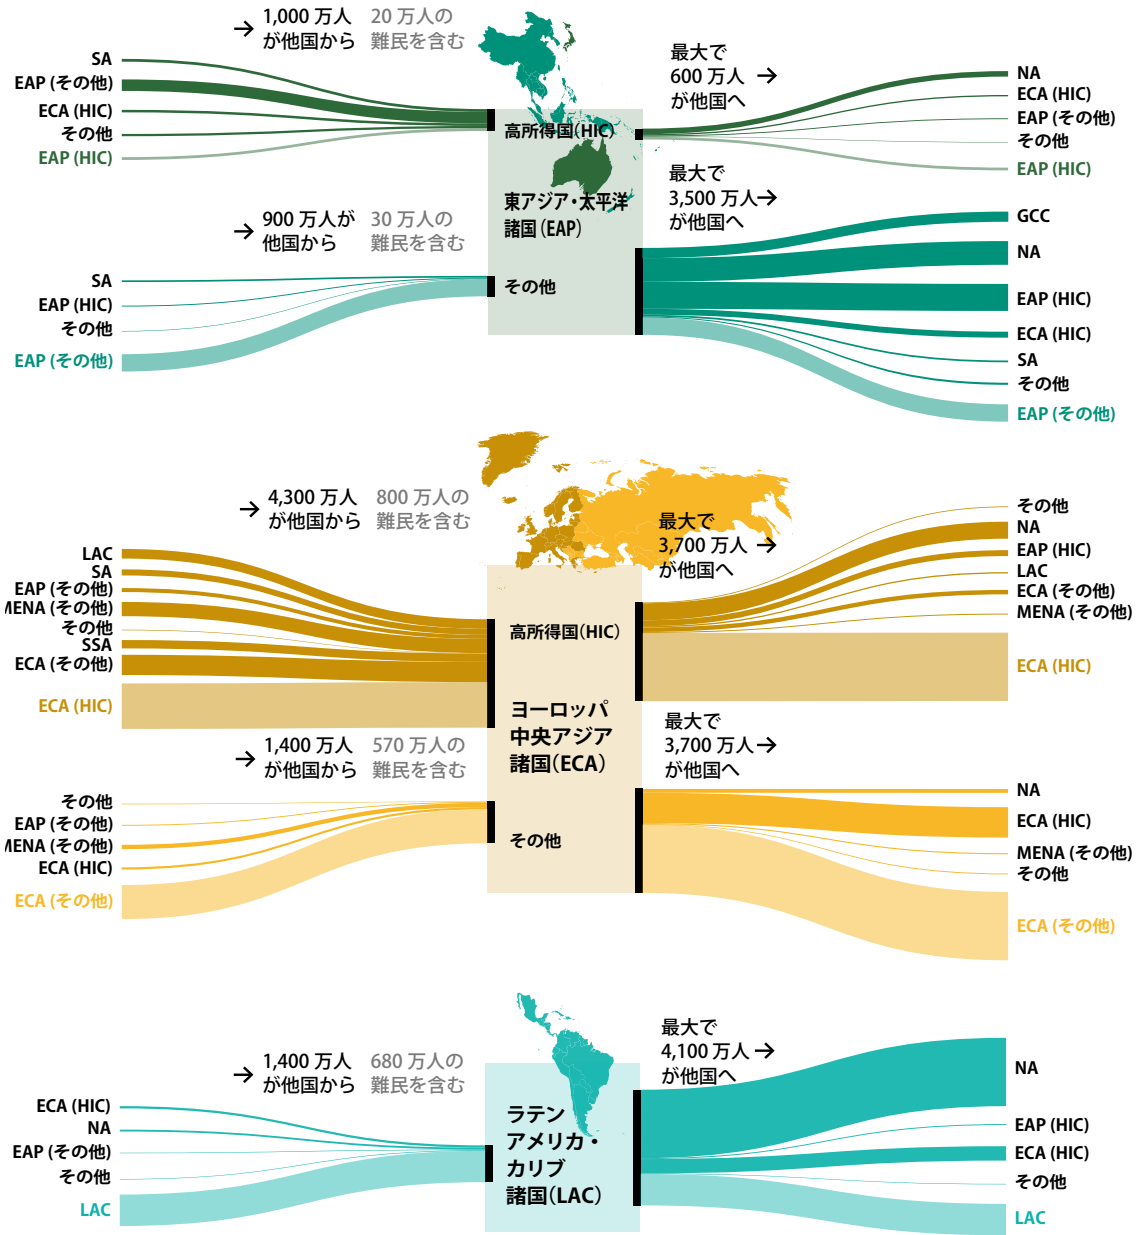 1,000 万人
が他国から
20 万人の
難民を含む
SA
EAP (その他)
ECA (HIC)
その他
EAP (HIC)
高所得国(HIC)
最大で
600 万人
が他国へ
NA
ECA (HIC)
EAP (その他)
その他
EAP (HIC)
東アジア・太平洋
諸国(EAP)
900 万人が
他国から
30 万人の
難民を含む
SA
EAP (HIC)
その他
EAP (その他)
その他
最大で
3,500 万人
が他国へ
GCC
NA
EAP (HIC)
ECA (HIC)
SA
その他
EAP (その他)
4,300 万人
が他国から
800 万人の
難民を含む
LAC
SA
EAP (その他)
MENA (その他)
その他
SSA
ECA (その他)
ECA (HIC)
高所得国(HIC)
最大で
3,700 万人
が他国へ
その他
NA
EAP (HIC)
LAC
ECA (その他)
MENA (その他)
ECA (HIC)
ヨーロッパ
中央アジア
諸国(ECA)
1,400 万人
が他国から
570 万人の
難民を含む
その他
EAP (その他)
MENA (その他)
ECA (HIC)
ECA (その他)
その他
最大で
3,700 万人
が他国へ
NA
ECA (HIC)
MENA (その他)
その他
ECA (その他)
1,400 万人
が他国から
680 万人の
難民を含む
ECA (HIC)
NA
EAP (その他)
その他
LAC
ラテン
アメリカ・
カリブ
諸国(LAC)
最大で
4,100 万人
が他国へ
NA
EAP (HIC)
ECA (HIC)
その他
LAC